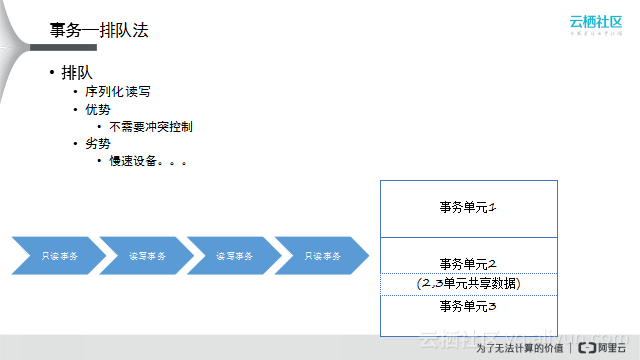 事务—排队法
云栖社区
• 排队
• 序列化读写
• 优势
• 不需要冲突控制
• 劣势
• 慢速设备。。。
事务单元1
只读事务
读写事务
读写事务
只读事务
事务单元2
(2,3单元共享数据)
事务单元3
云栖社区 yq.aliyun.com
为了无法计算的价值
阿里云